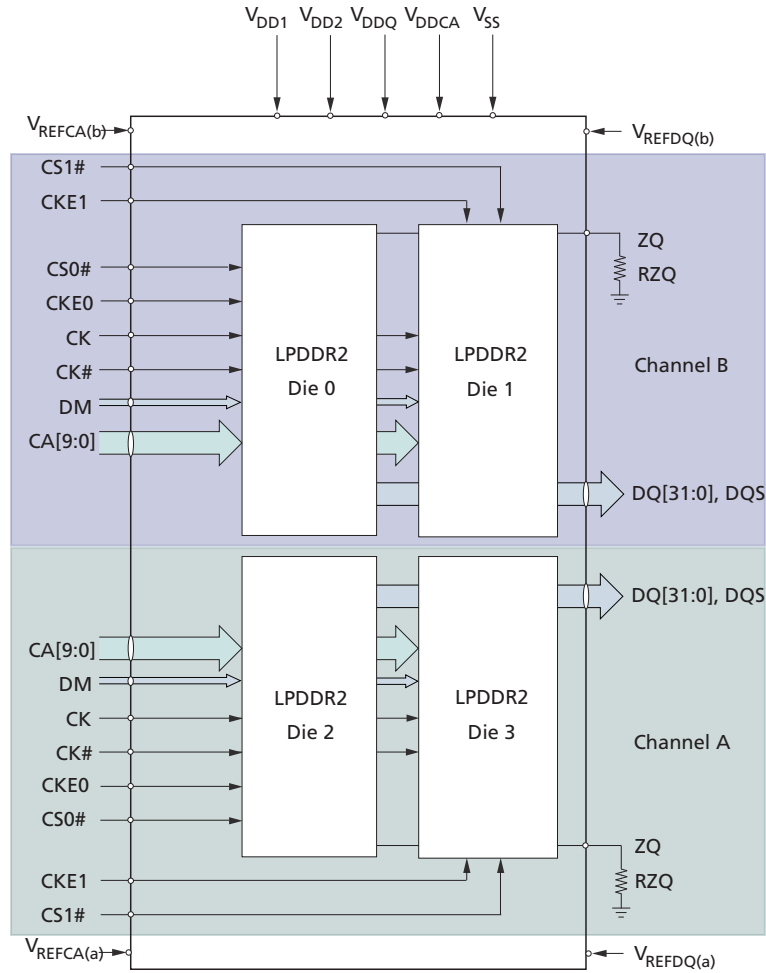 VDD1 VDD2 VDDQ VDDCA VSS
VREFCA(b)
VREFDQ(b)
CS1#
CKE1
ZQ
RZQ
CS0#
CKE0
CK
CK#
DM
CA[9:0]
LPDDR2
Die 0
LPDDR2
Die 1
Channel B
DQ[31:0], DQS
DQ[31:0], DQS
CA[9:0]
DM
CK
CK#
CKE0
CS0#
LPDDR2
Die 2
LPDDR2
Die 3
Channel A
ZQ
RZQ
CKE1
CS1#
VREFCA(a)
VREFDQ(a)